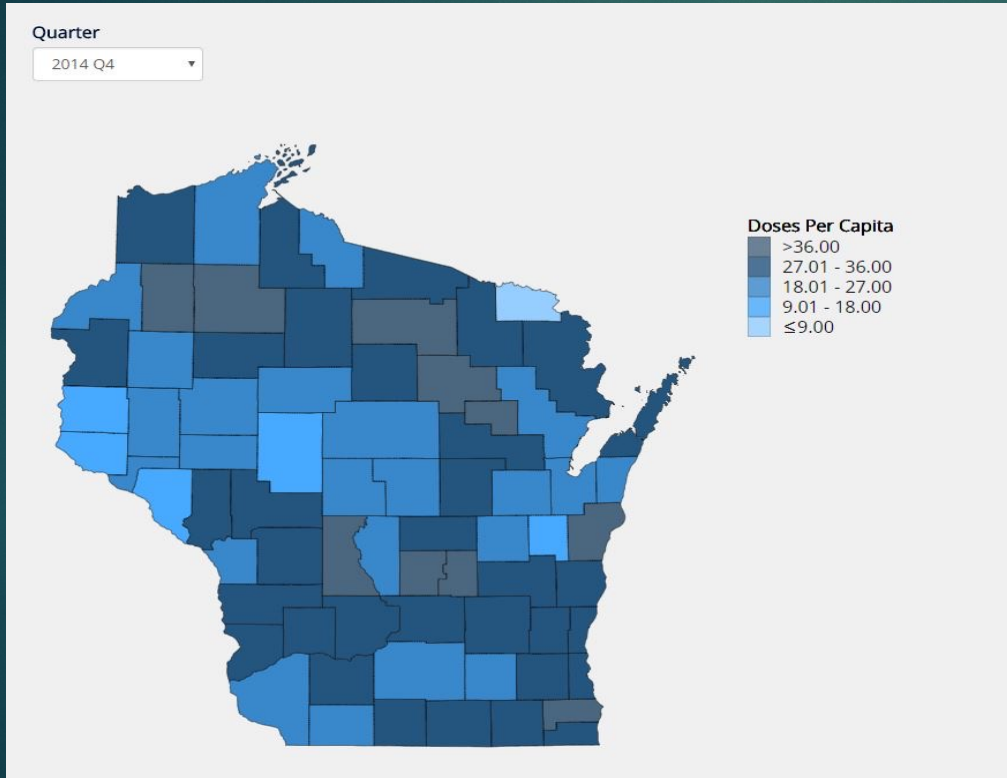 Quarter
2014 Q4
Doses Per Capita
>36.00
27.01 - 36.00
18.01 - 27.00
9.01 - 18.00
≤9.00